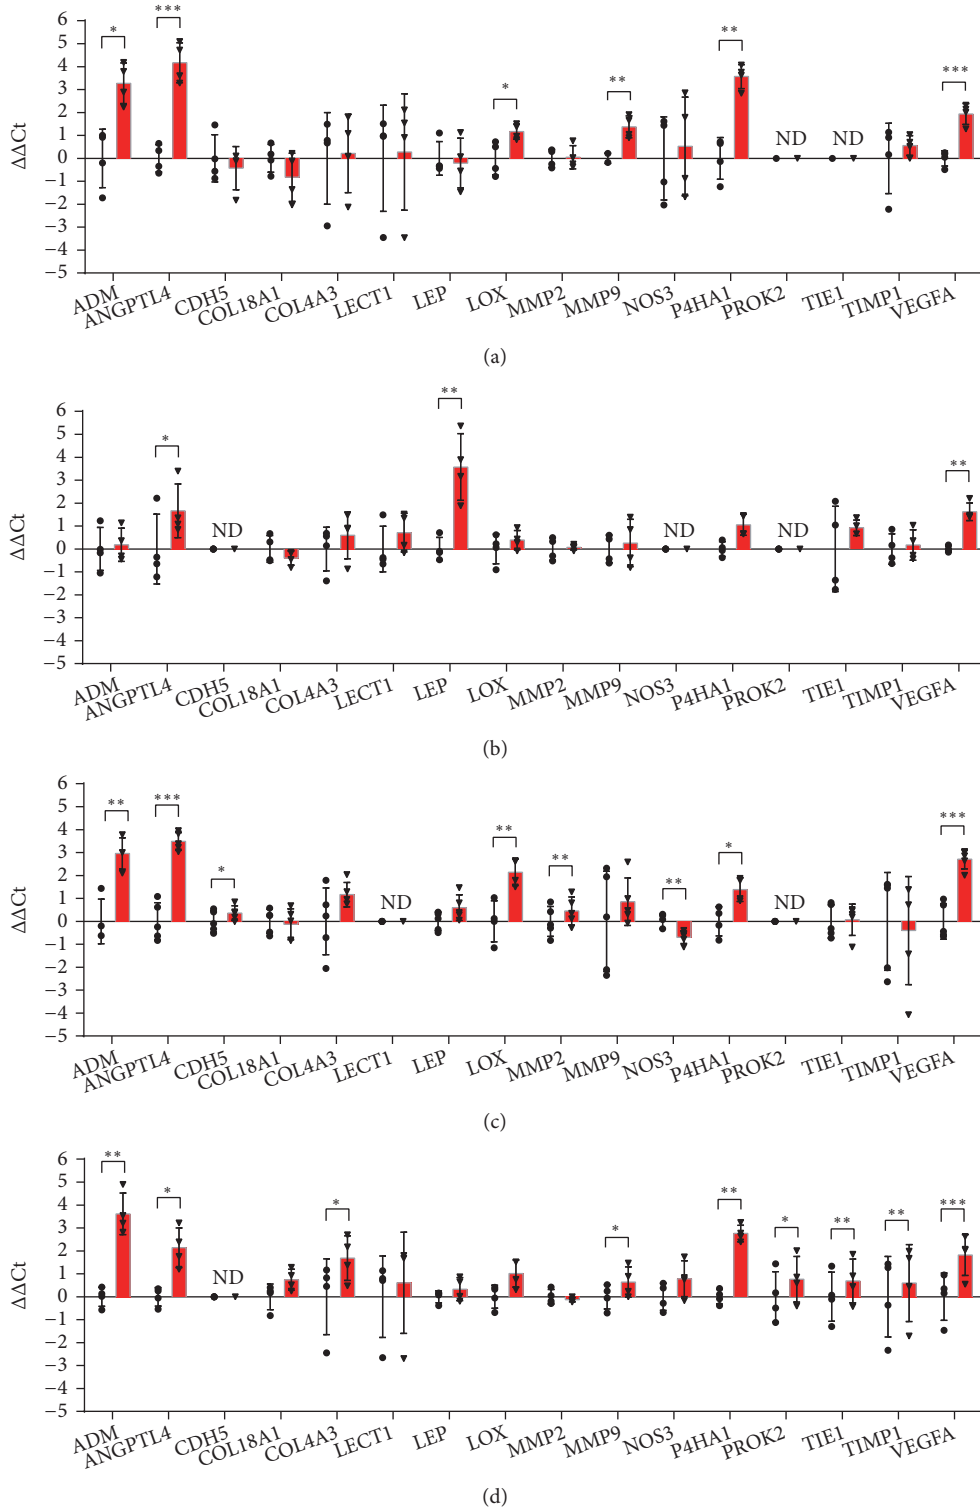 * *** * ** ** ***
6
5
4
3
2
1
0
−1
−2
−3
−4
−5
ΔΔCt
ND ND
ADM ANGPTL4 CDH5 COL18A1 COL4A3 LECT1 LEP LOX MMP2 MMP9 NOS3 P4HA1 PROK2 TIE1 TIMP1 VEGFA
(a)
* ** **
6
5
4
3
2
1
0
−1
−2
−3
−4
−5
ΔΔCt
ND ND ND
ADM ANGPTL4 CDH5 COL18A1 COL4A3 LECT1 LEP LOX MMP2 MMP9 NOS3 P4HA1 PROK2 TIE1 TIMP1 VEGFA
(b)
** *** * ** ** ** * ***
6
5
4
3
2
1
0
−1
−2
−3
−4
−5
ΔΔCt
ND ND
ADM ANGPTL4 CDH5 COL18A1 COL4A3 LECT1 LEP LOX MMP2 MMP9 NOS3 P4HA1 PROK2 TIE1 TIMP1 VEGFA
(c)
** * * * ** * ** ** ***
6
5
4
3
2
1
0
−1
−2
−3
−4
−5
ΔΔCt
ND
ADM ANGPTL4 CDH5 COL18A1 COL4A3 LECT1 LEP LOX MMP2 MMP9 NOS3 P4HA1 PROK2 TIE1 TIMP1 VEGFA
(d)